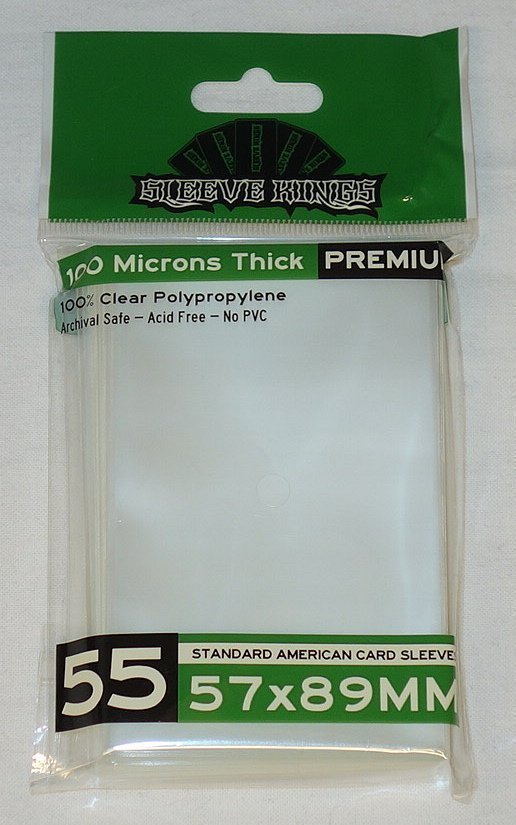 SLEEVE KINGS
100 Microns Thick PREMIU
100% Clear Polypropylene
Archival Safe – Acid Free – No PVC
55 STANDARD AMERICAN CARD SLEEVES
57x89MM